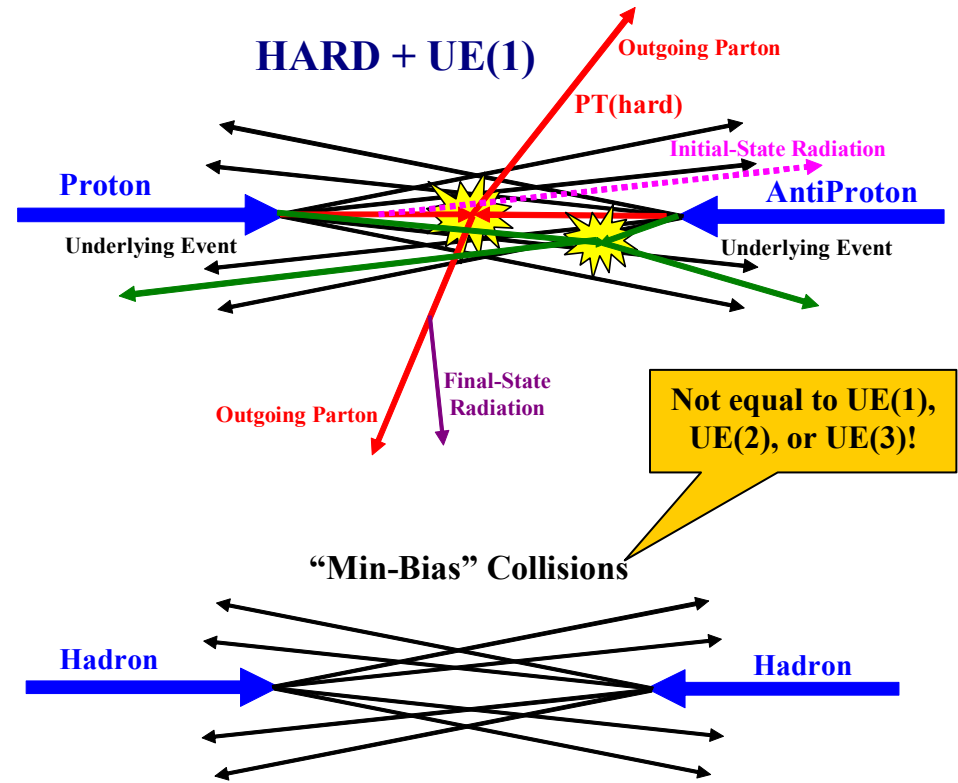 HARD + UE(1)
Outgoing Parton
PT(hard)
Initial-State Radiation
Proton
AntiProton
Underlying Event
Underlying Event
Final-State
Radiation
Outgoing Parton
Not equal to UE(1),
UE(2), or UE(3)!
“Min-Bias” Collisions
Hadron
Hadron